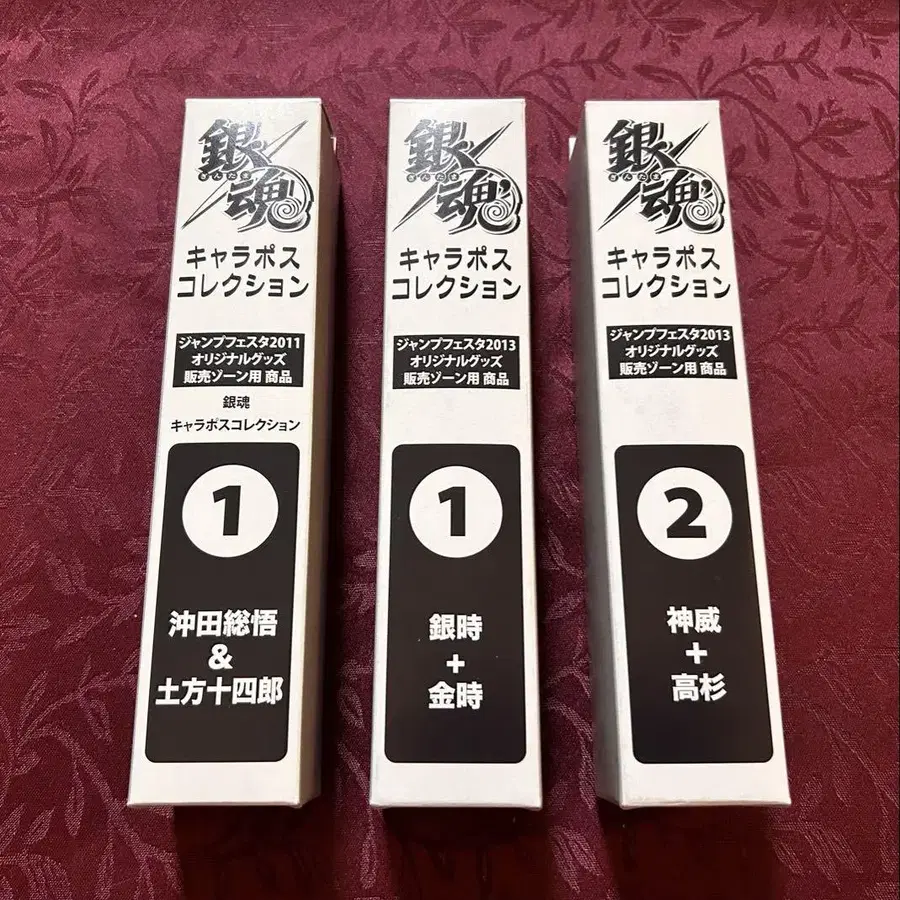 銀魂
ぎんたま
キャラポス
コレクション
ジャンプフェスタ2011
オリジナルグッズ
販売ゾーン用 商品
銀魂
キャラポスコレクション
1
沖田総悟
&
土方十四郎
銀魂
ぎんたま
キャラポス
コレクション
ジャンプフェスタ2013
オリジナルグッズ
販売ゾーン用 商品
1
銀時
+
金時
銀魂
ぎんたま
キャラポス
コレクション
ジャンプフェスタ2013
オリジナルグッズ
販売ゾーン用 商品
2
神威
+
高杉